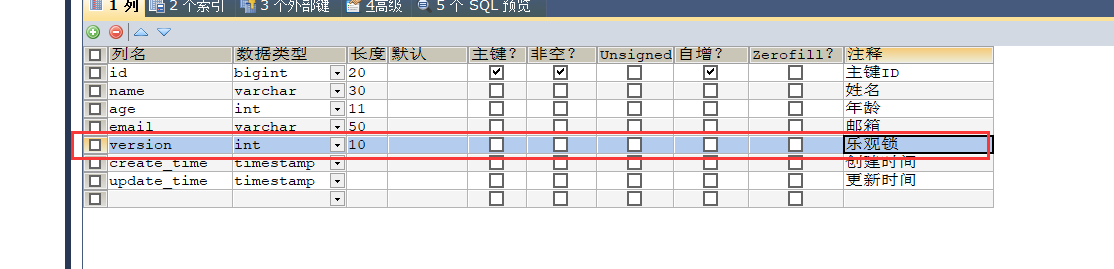 1 列 2 个索引 3 个外部键 4高级 5 个 SQL 预览
列名 数据类型 长度 默认 主键? 非空? Unsigned 自增? Zerofill? 注释
id bigint 20 主键ID
name varchar 30 姓名
age int 11 年龄
email varchar 50 邮箱
version int 10 乐观锁
create_time timestamp 创建时间
update_time timestamp 更新时间